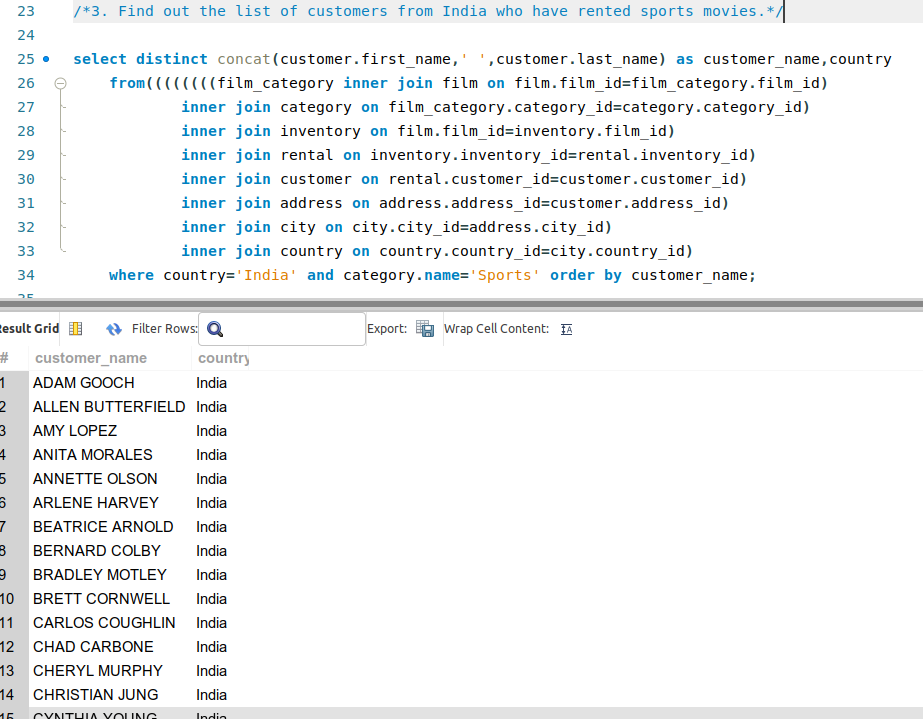 23 /*3. Find out the list of customers from India who have rented sports movies.*/
24
25 select distinct concat(customer.first_name,' ',customer.last_name) as customer_name,country
26 from((((((((film_category inner join film on film.film_id=film_category.film_id)
27 inner join category on film_category.category_id=category.category_id)
28 inner join inventory on film.film_id=inventory.film_id)
29 inner join rental on inventory.inventory_id=rental.inventory_id)
30 inner join customer on rental.customer_id=customer.customer_id)
31 inner join address on address.address_id=customer.address_id)
32 inner join city on city.city_id=address.city_id)
33 inner join country on country.country_id=city.country_id)
34 where country='India' and category.name='Sports' order by customer_name;
35
esult Grid Filter Rows: Export: Wrap Cell Content: IA
# customer_name country
1 ADAM GOOCH India
2 ALLEN BUTTERFIELD India
3 AMY LOPEZ India
4 ANITA MORALES India
5 ANNETTE OLSON India
6 ARLENE HARVEY India
7 BEATRICE ARNOLD India
8 BERNARD COLBY India
9 BRADLEY MOTLEY India
10 BRETT CORNWELL India
11 CARLOS COUGHLIN India
12 CHAD CARBONE India
13 CHERYL MURPHY India
14 CHRISTIAN JUNG India
15 CYNTHIA YOUNG India